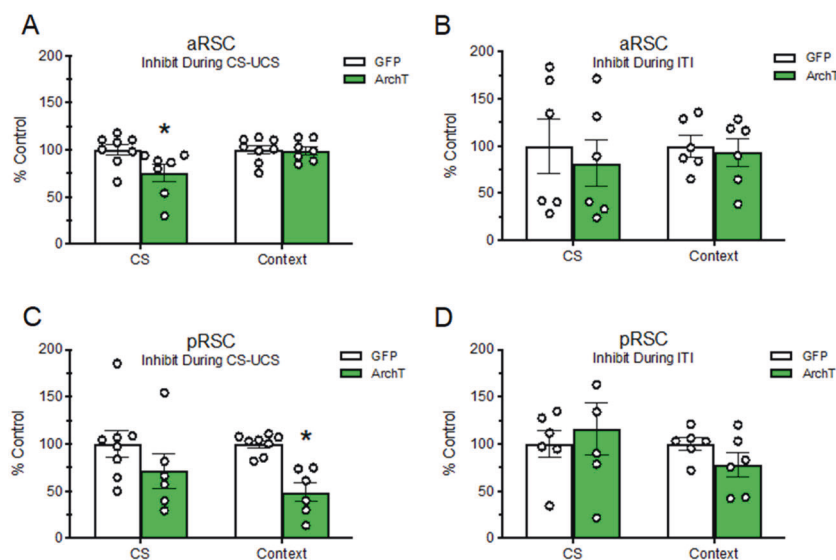 A
aRSC
Inhibit During CS-UCS
GFP
ArchT
% Control
200
150
100
50
0
*
CS
Context
B
aRSC
Inhibit During ITI
GFP
ArchT
% Control
200
150
100
50
0
CS
Context
C
pRSC
Inhibit During CS-UCS
GFP
ArchT
% Control
200
150
100
50
0
*
CS
Context
D
pRSC
Inhibit During ITI
GFP
ArchT
% Control
200
150
100
50
0
CS
Context